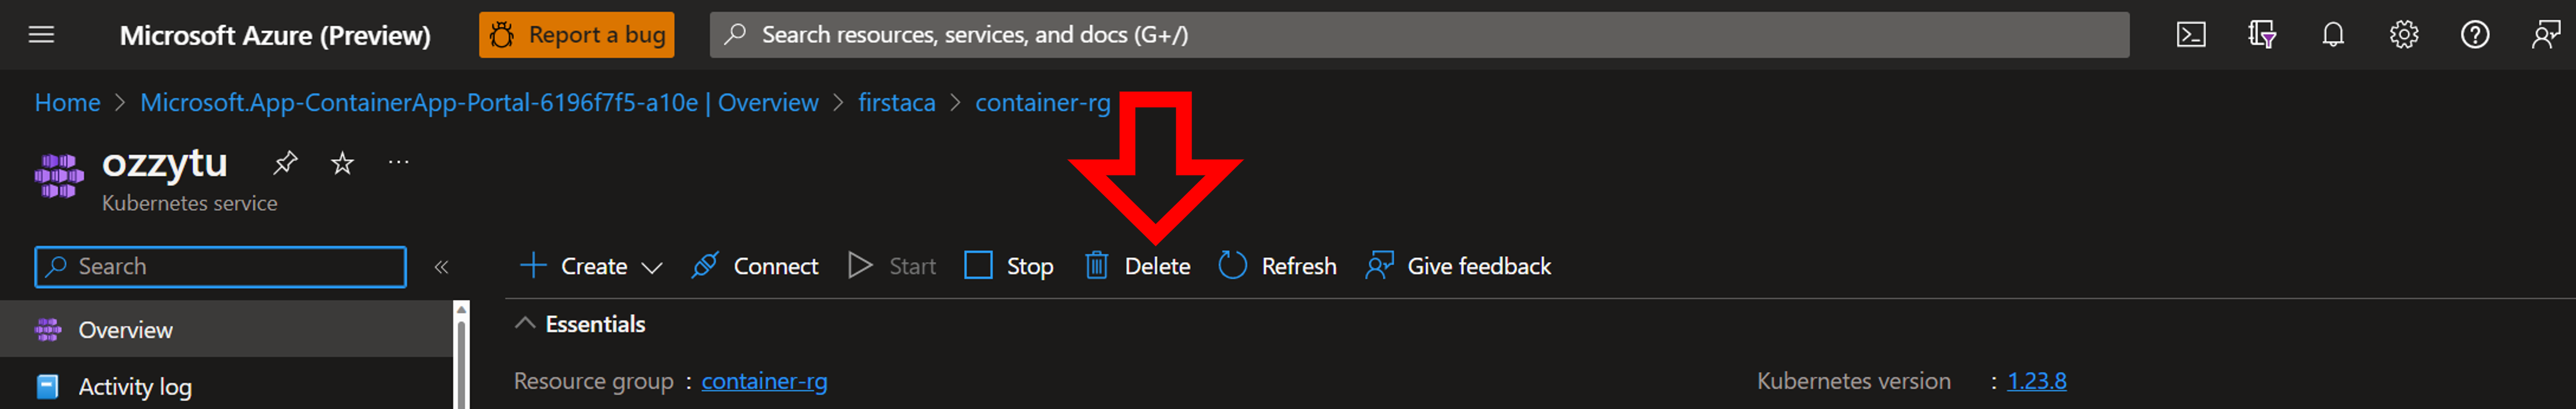 Microsoft Azure (Preview) Report a bug Search resources, services, and docs (G+/)
Home > Microsoft.App-ContainerApp-Portal-6196f7f5-a10e | Overview > firstaca > container-rg
ozzytu ...
Kubernetes service
Search « Create Connect Start Stop Delete Refresh Give feedback
Overview
Essentials
Activity log
Resource group : container-rg
Kubernetes version : 1.23.8